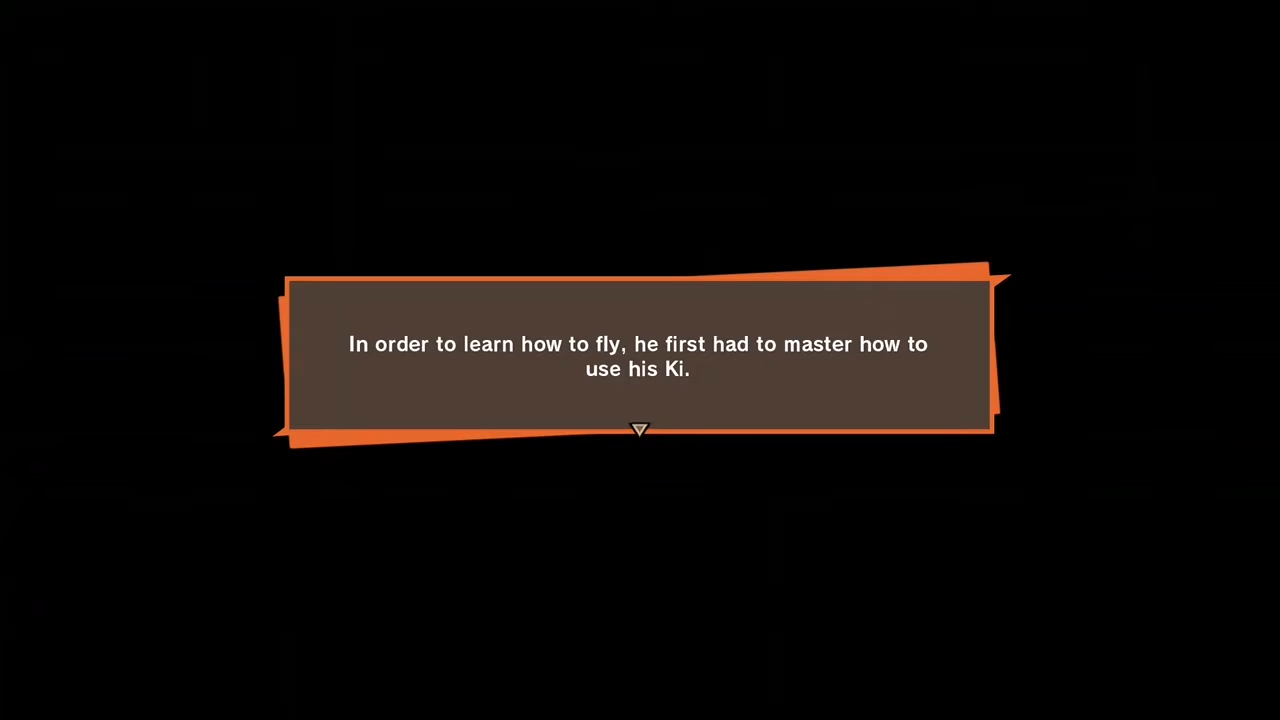 In order to learn how to fly, he first had to master how to
use his Ki.